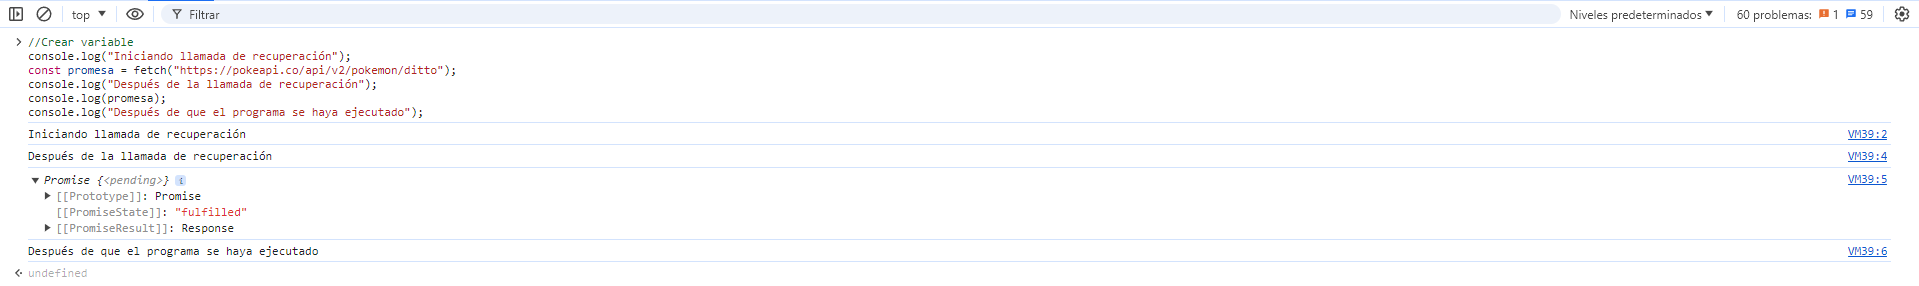 top Filtrar Niveles predeterminados 60 problemas: 1 59
//Crear variable
console.log("Iniciando llamada de recuperación");
const promesa = fetch("https://pokeapi.co/api/v2/pokemon/ditto");
console.log("Después de la llamada de recuperación");
console.log(promesa);
console.log("Después de que el programa se haya ejecutado");
Iniciando llamada de recuperación VM39:2
Después de la llamada de recuperación VM39:4
Promise {<pending>} i VM39:5
[[Prototype]]: Promise
[[PromiseState]]: "fulfilled"
[[PromiseResult]]: Response
Después de que el programa se haya ejecutado VM39:6
undefined